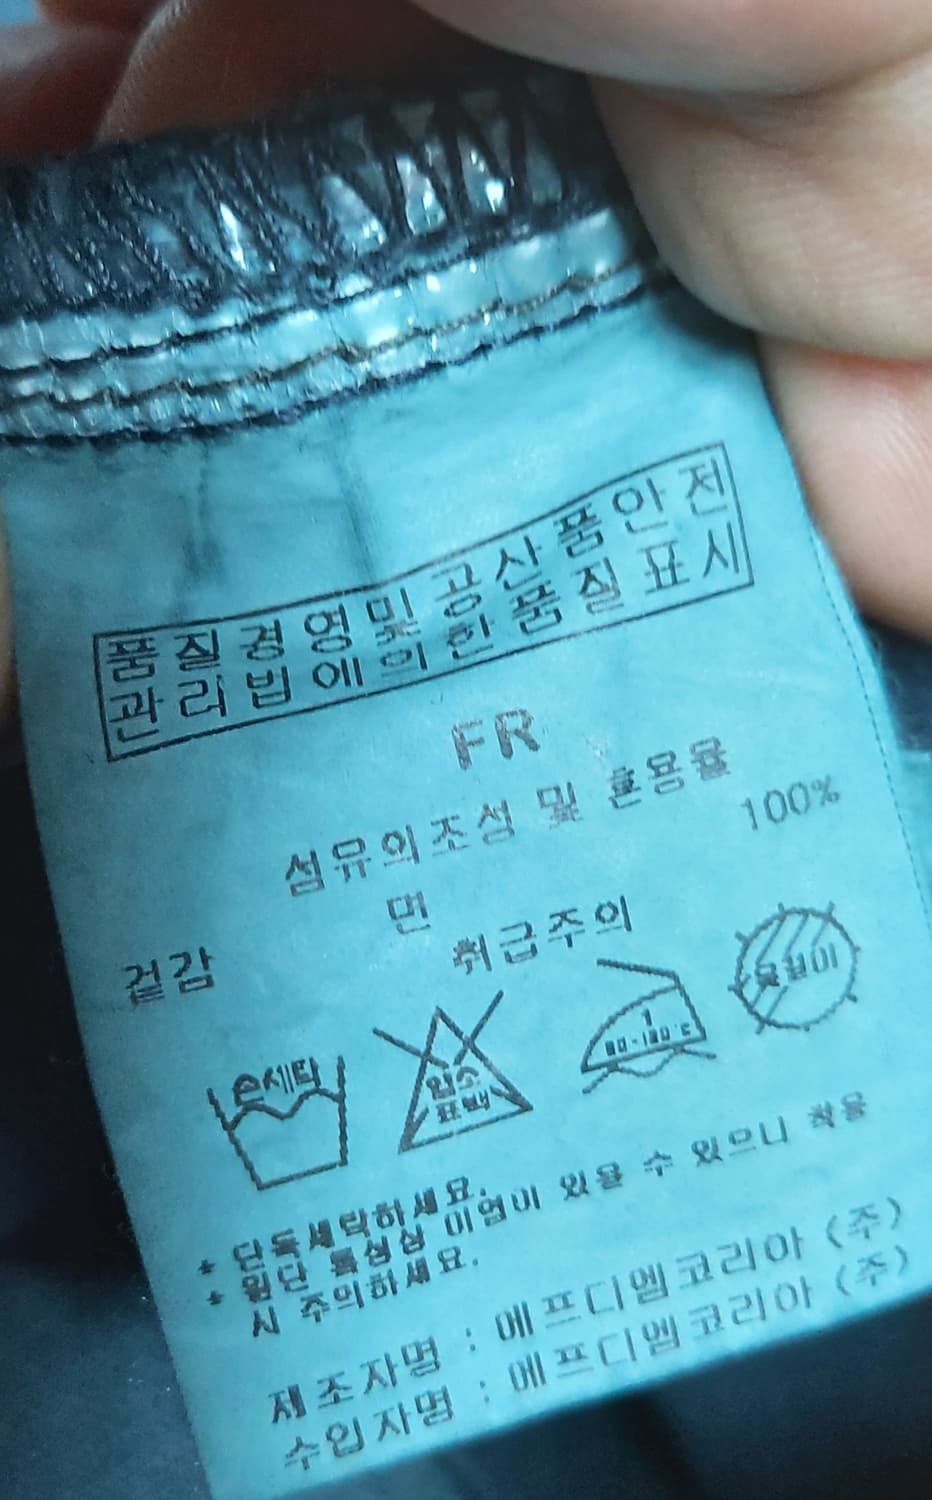 품질경영및공산품안전
관리법에의한품질표시
FR
섬유의조성 및 혼용율
겉감 면 100%
취급주의
손세탁
염소
표백
1
80-120℃
옷걸이
* 단독세탁하세요.
* 원단 특성상 이염이 있을 수 있으니 착용
시 주의하세요.
제조자명 : 에프디엠코리아 (주)
수입자명 : 에프디엠코리아 (주)